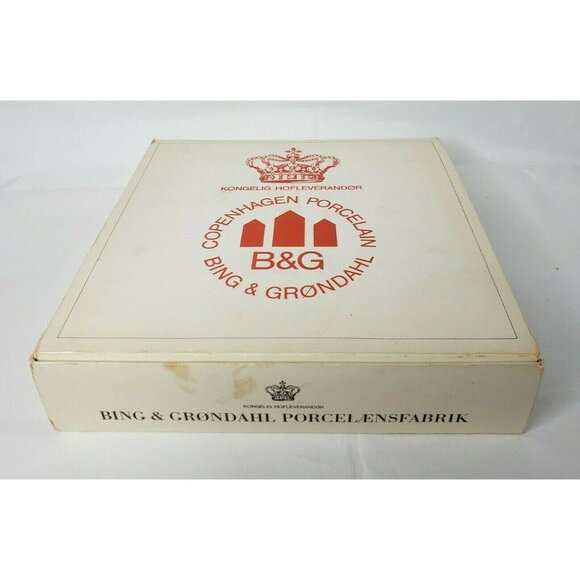 KONGELIG HOFLEVERANDØR
COPENHAGEN PORCELAIN
B&G
BING & GRØNDAHL
KONGELIG HOFLEVERANDØR
BING & GRØNDAHL PORCELÆNSFABRIK